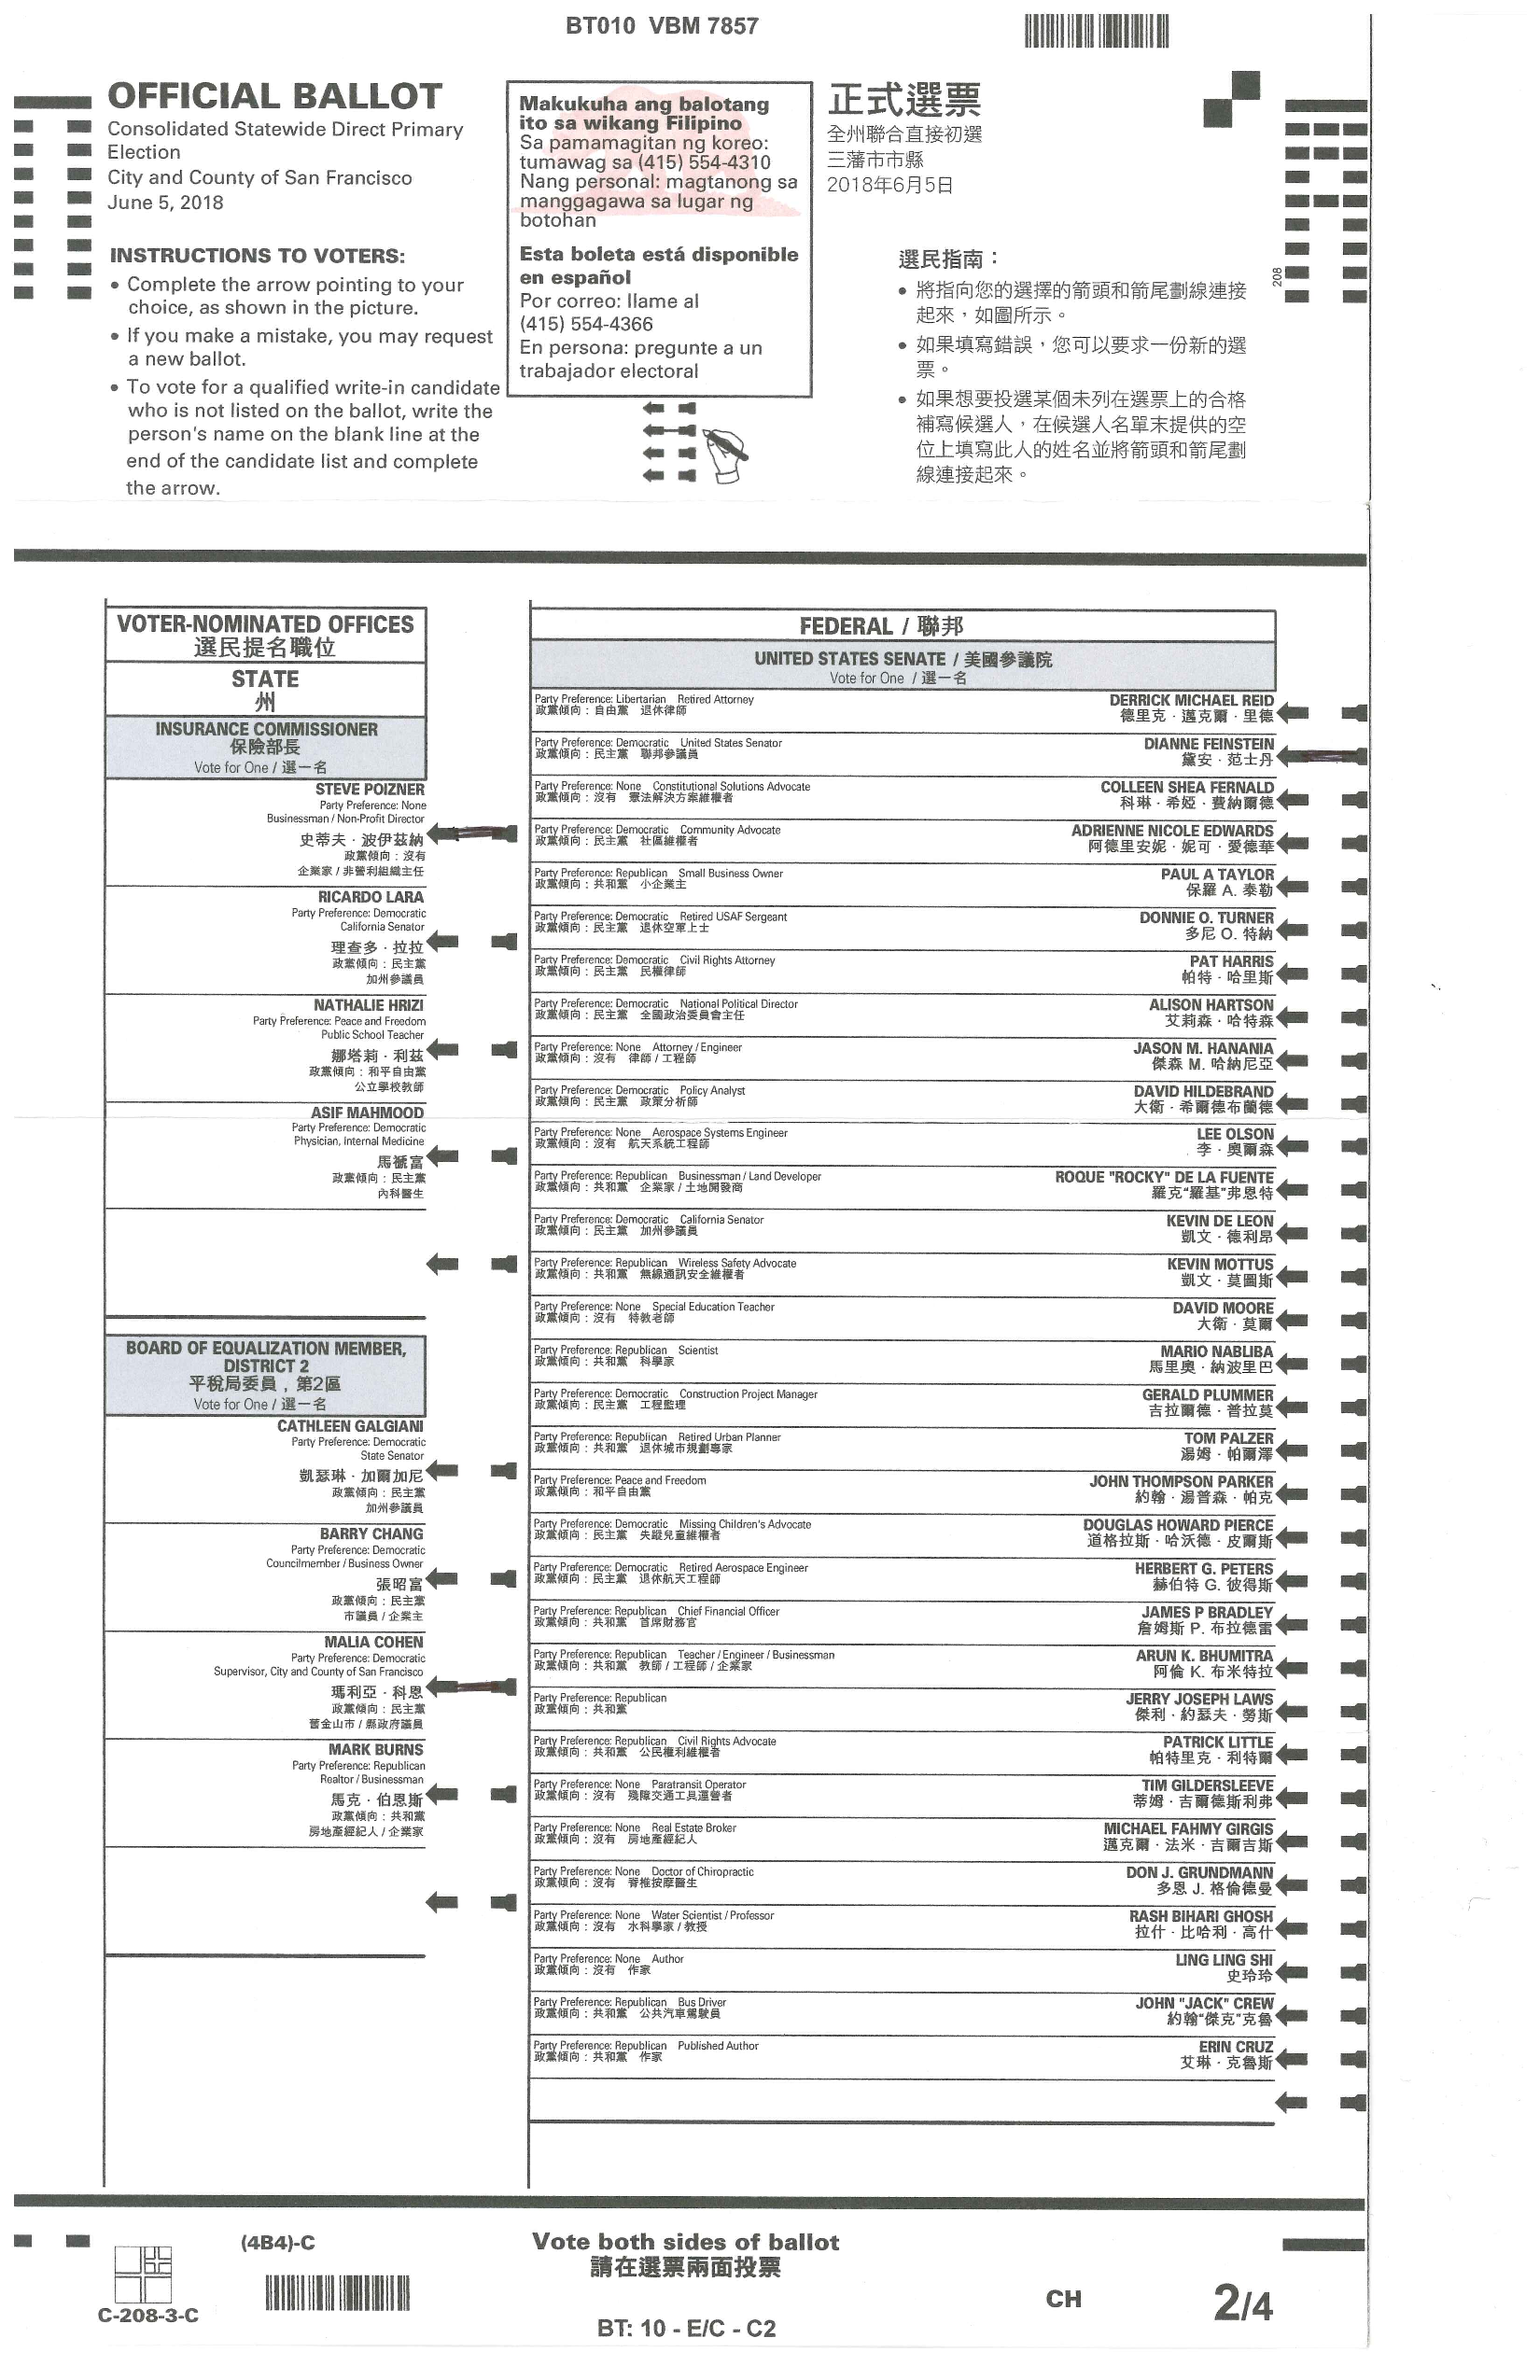 BT010 VBM 7857
OFFICIAL BALLOT
Consolidated Statewide Direct Primary
Election
City and County of San Francisco
June 5, 2018
INSTRUCTIONS TO VOTERS:
• Complete the arrow pointing to your
choice, as shown in the picture.
• If you make a mistake, you may request
a new ballot.
• To vote for a qualified write-in candidate
who is not listed on the ballot, write the
person's name on the blank line at the
end of the candidate list and complete
the arrow.
Makukuha ang balotang
ito sa wikang Filipino
Sa pamamagitan ng koreo:
tumawag sa (415) 554-4310
Nang personal: magtanong sa
manggagawa sa lugar ng
botohan
Esta boleta está disponible
en español
Por correo: llame al
(415) 554-4366
En persona: pregunte a un
trabajador electoral
正式選票
全州聯合直接初選
三藩市市縣
2018年6月5日
選民指南：
• 將指向您的選擇的箭頭和箭尾劃線連接
起來，如圖所示。
• 如果填寫錯誤，您可以要求一份新的選
票。
• 如果想要投選某個未列在選票上的合格
補寫候選人，在候選人名單末提供的空
位上填寫此人的姓名並將箭頭和箭尾劃
線連接起來。
208
VOTER-NOMINATED OFFICES
選民提名職位
STATE
州
INSURANCE COMMISSIONER
保險部長
Vote for One / 選一名
STEVE POIZNER
Party Preference: None
Businessman / Non-Profit Director
史蒂夫 · 波伊茲納
政黨傾向：沒有
企業家 / 非營利組織主任
RICARDO LARA
Party Preference: Democratic
California Senator
理查多 · 拉拉
政黨傾向：民主黨
加州參議員
NATHALIE HRIZI
Party Preference: Peace and Freedom
Public School Teacher
娜塔莉 · 利茲
政黨傾向：和平自由黨
公立學校教師
ASIF MAHMOOD
Party Preference: Democratic
Physician, Internal Medicine
政黨傾向：民主黨
內科醫生
BOARD OF EQUALIZATION MEMBER,
DISTRICT 2
平稅局委員，第2區
Vote for One / 選一名
CATHLEEN GALGIANI
Party Preference: Democratic
State Senator
凱瑟琳 · 加爾加尼
政黨傾向：民主黨
加州參議員
BARRY CHANG
Party Preference: Democratic
Councilmember / Business Owner
張昭富
政黨傾向：民主黨
市議員 / 企業主
MALIA COHEN
Party Preference: Democratic
Supervisor, City and County of San Francisco
瑪利亞 · 科恩
政黨傾向：民主黨
舊金山市 / 縣政府議員
MARK BURNS
Party Preference: Republican
Realtor / Businessman
馬克 · 伯恩斯
政黨傾向：共和黨
房地產經紀人 / 企業家
FEDERAL / 聯邦
UNITED STATES SENATE / 美國參議院
Vote for One / 選一名
Party Preference: Libertarian Retired Attorney DERRICK MICHAEL REID
政黨傾向：自由黨 退休律師 德里克 · 邁克爾 · 里德
Party Preference: Democratic United States Senator DIANNE FEINSTEIN
政黨傾向：民主黨 聯邦參議員 黛安 · 范士丹
Party Preference: None Constitutional Solutions Advocate COLLEEN SHEA FERNALD
政黨傾向：沒有 憲法解決方案維權者 科琳 · 希婭 · 費納爾德
Party Preference: Democratic Community Advocate ADRIENNE NICOLE EDWARDS
政黨傾向：民主黨 社區維權者 阿德里安妮 · 妮可 · 愛德華
Party Preference: Republican Small Business Owner PAUL A TAYLOR
政黨傾向：共和黨 小企業主 保羅 A. 泰勒
Party Preference: Democratic Retired USAF Sergeant DONNIE O. TURNER
政黨傾向：民主黨 退休空軍上士 多尼 O. 特納
Party Preference: Democratic Civil Rights Attorney PAT HARRIS
政黨傾向：民主黨 民權律師 帕特 · 哈里斯
Party Preference: Democratic National Political Director ALISON HARTSON
政黨傾向：民主黨 全國政治委員會主任 艾莉森 · 哈特森
Party Preference: None Attorney / Engineer JASON M. HANANIA
政黨傾向：沒有 律師 / 工程師 傑森 M. 哈納尼亞
Party Preference: Democratic Policy Analyst DAVID HILDEBRAND
政黨傾向：民主黨 政策分析師 大衛 · 希爾德布蘭德
Party Preference: None Aerospace Systems Engineer LEE OLSON
政黨傾向：沒有 航天系統工程師 李 · 奧爾森
Party Preference: Republican Businessman / Land Developer ROQUE "ROCKY" DE LA FUENTE
政黨傾向：共和黨 企業家 / 土地開發商 羅克“羅基”弗恩特
Party Preference: Democratic California Senator KEVIN DE LEON
政黨傾向：民主黨 加州參議員 凱文 · 德利昂
Party Preference: Republican Wireless Safety Advocate KEVIN MOTTUS
政黨傾向：共和黨 無線通訊安全維權者 凱文 · 莫圖斯
Party Preference: None Special Education Teacher DAVID MOORE
政黨傾向：沒有 特教老師 大衛 · 莫爾
Party Preference: Republican Scientist MARIO NABLIBA
政黨傾向：共和黨 科學家 馬里奧 · 納波里巴
Party Preference: Democratic Construction Project Manager GERALD PLUMMER
政黨傾向：民主黨 工程監理 吉拉爾德 · 普拉莫
Party Preference: Republican Retired Urban Planner TOM PALZER
政黨傾向：共和黨 退休城市規劃專家 湯姆 · 帕爾澤
Party Preference: Peace and Freedom JOHN THOMPSON PARKER
政黨傾向：和平自由黨 約翰 · 湯普森 · 帕克
Party Preference: Democratic Missing Children's Advocate DOUGLAS HOWARD PIERCE
政黨傾向：民主黨 失蹤兒童維權者 道格拉斯 · 哈沃德 · 皮爾斯
Party Preference: Democratic Retired Aerospace Engineer HERBERT G. PETERS
政黨傾向：民主黨 退休航天工程師 赫伯特 G. 彼得斯
Party Preference: Republican Chief Financial Officer JAMES P BRADLEY
政黨傾向：共和黨 首席財務官 詹姆斯 P. 布拉德雷
Party Preference: Republican Teacher / Engineer / Businessman ARUN K. BHUMITRA
政黨傾向：共和黨 教師 / 工程師 / 企業家 阿倫 K. 布米特拉
Party Preference: Republican JERRY JOSEPH LAWS
政黨傾向：共和黨 傑利 · 約瑟夫 · 勞斯
Party Preference: Republican Civil Rights Advocate PATRICK LITTLE
政黨傾向：共和黨 公民權利維權者 帕特里克 · 利特爾
Party Preference: None Paratransit Operator TIM GILDERSLEEVE
政黨傾向：沒有 殘障交通工具運營者 蒂姆 · 吉爾德斯利弗
Party Preference: None Real Estate Broker MICHAEL FAHMY GIRGIS
政黨傾向：沒有 房地產經紀人 邁克爾 · 法米 · 吉爾吉斯
Party Preference: None Doctor of Chiropractic DON J. GRUNDMANN
政黨傾向：沒有 脊椎按摩醫生 多恩 J. 格倫德曼
Party Preference: None Water Scientist / Professor RASH BIHARI GHOSH
政黨傾向：沒有 水科學家 / 教授 拉什 · 比哈利 · 高什
Party Preference: None Author LING LING SHI
政黨傾向：沒有 作家 史玲玲
Party Preference: Republican Bus Driver JOHN "JACK" CREW
政黨傾向：共和黨 公共汽車駕駛員 約翰“傑克”克魯
Party Preference: Republican Published Author ERIN CRUZ
政黨傾向：共和黨 作家 艾琳 · 克魯斯
(4B4)-C
Vote both sides of ballot
請在選票兩面投票
C-208-3-C
BT: 10 - E/C - C2
CH
2/4